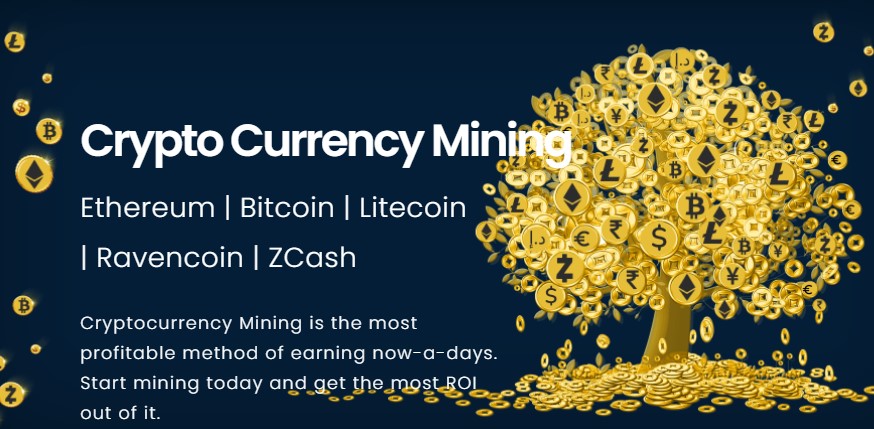 Crypto Currency Mining
Ethereum | Bitcoin | Litecoin
| Ravencoin | ZCash
Cryptocurrency Mining is the most
profitable method of earning now-a-days.
Start mining today and get the most ROI
out of it.